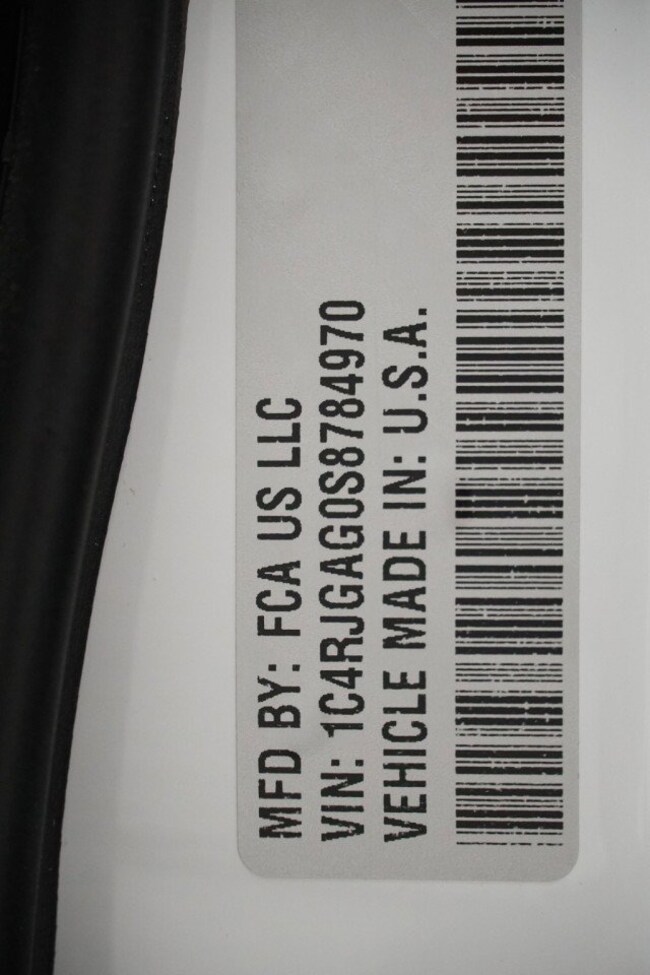 MFD BY: FCA US LLC
VIN: 1C4RJGAG0S8784970
VEHICLE MADE IN: U.S.A.